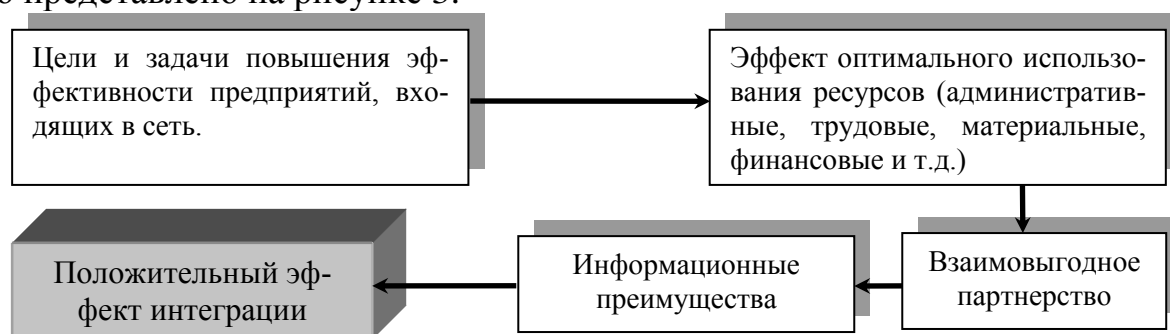 представлено на рисунке 3.
Цели и задачи повышения эф-
фективности предприятий, вхо-
дящих в сеть.
Эффект оптимального использо-
вания ресурсов (административ-
ные, трудовые, материальные,
финансовые и т.д.)
Взаимовыгодное
партнерство
Информационные
преимущества
Положительный эф-
фект интеграции